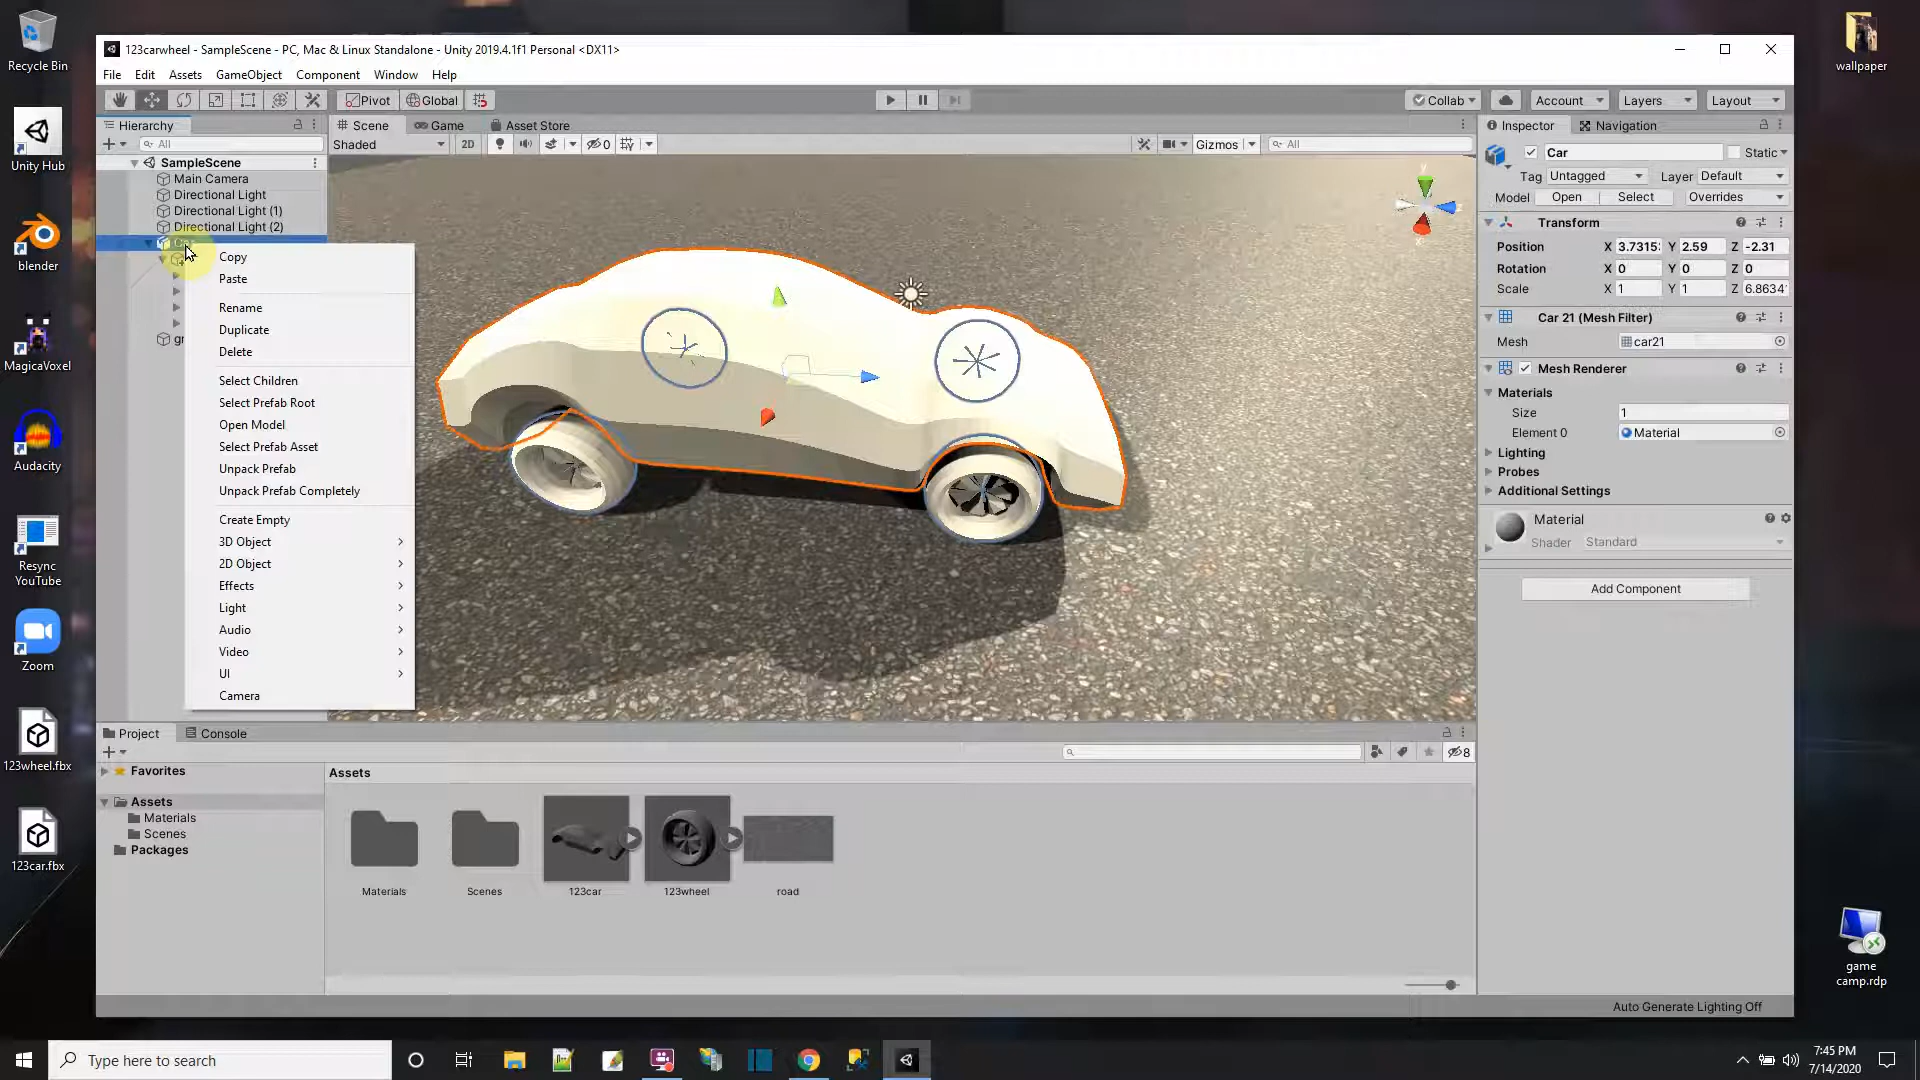 Recycle Bin
Unity Hub
blender
MagicaVoxel
Audacity
Resync
YouTube
Zoom
123wheel.fbx
123car.fbx
wallpaper
game
camp.rdp
123carwheel - SampleScene - PC, Mac & Linux Standalone - Unity 2019.4.1f1 Personal <DX11>
File Edit Assets GameObject Component Window Help
Pivot Global Collab Account Layers Layout
Hierarchy
All
SampleScene
Main Camera
Directional Light
Directional Light (1)
Directional Light (2)
Copy
Paste
Rename
Duplicate
Delete
Select Children
Select Prefab Root
Open Model
Select Prefab Asset
Unpack Prefab
Unpack Prefab Completely
Create Empty
3D Object
2D Object
Effects
Light
Audio
Video
UI
Camera
Scene Game Asset Store
Shaded 2D 0 Gizmos All
Inspector Navigation
Car Static
Tag Untagged Layer Default
Model Open Select Overrides
Transform
Position X 3.7315 Y 2.59 Z -2.31
Rotation X 0 Y 0 Z 0
Scale X 1 Y 1 Z 6.8634
Car 21 (Mesh Filter)
Mesh car21
Mesh Renderer
Materials
Size 1
Element 0 Material
Lighting
Probes
Additional Settings
Material
Shader Standard
Add Component
Project Console
8
Favorites
Assets
Materials
Scenes
Packages
Assets
Materials Scenes 123car 123wheel road
Auto Generate Lighting Off
Type here to search
7:45 PM
7/14/2020